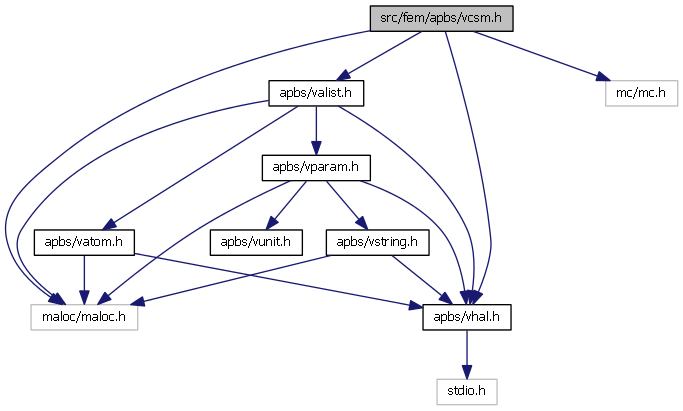 src/fem/apbs/vcsm.h
apbs/valist.h
mc/mc.h
apbs/vparam.h
apbs/vatom.h
apbs/vunit.h
apbs/vstring.h
maloc/maloc.h
apbs/vhal.h
stdio.h